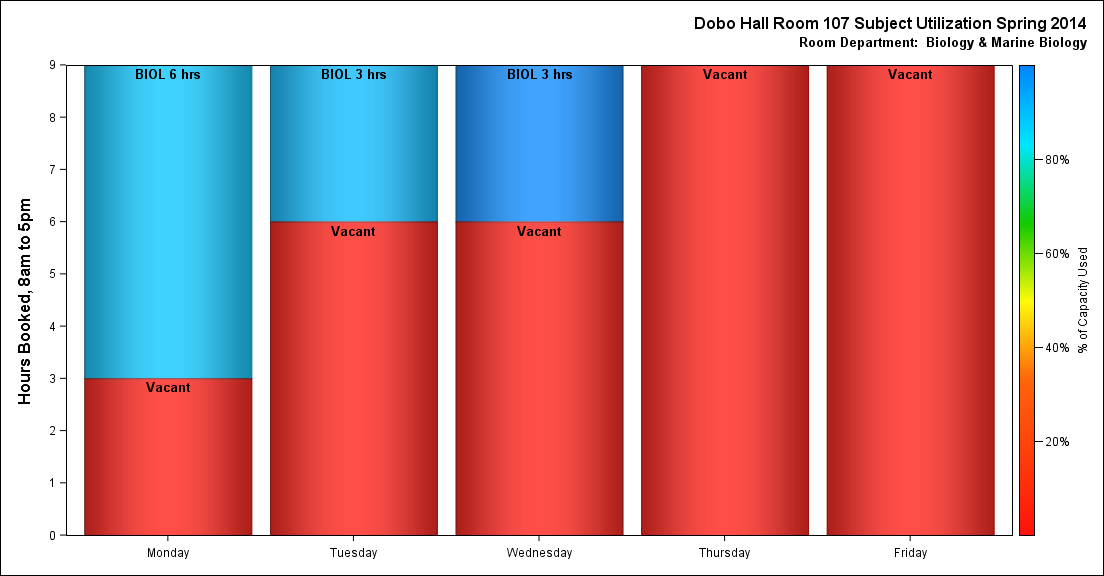 Dobo Hall Room 107 Subject Utilization Spring 2014
Room Department:  Biology & Marine Biology
Hours Booked, 8am to 5pm
9
8
7
6
5
4
3
2
1
0
BIOL 6 hrs
Vacant
BIOL 3 hrs
Vacant
BIOL 3 hrs
Vacant
Vacant
Vacant
Monday
Tuesday
Wednesday
Thursday
Friday
80%
60%
40%
20%
% of Capacity Used